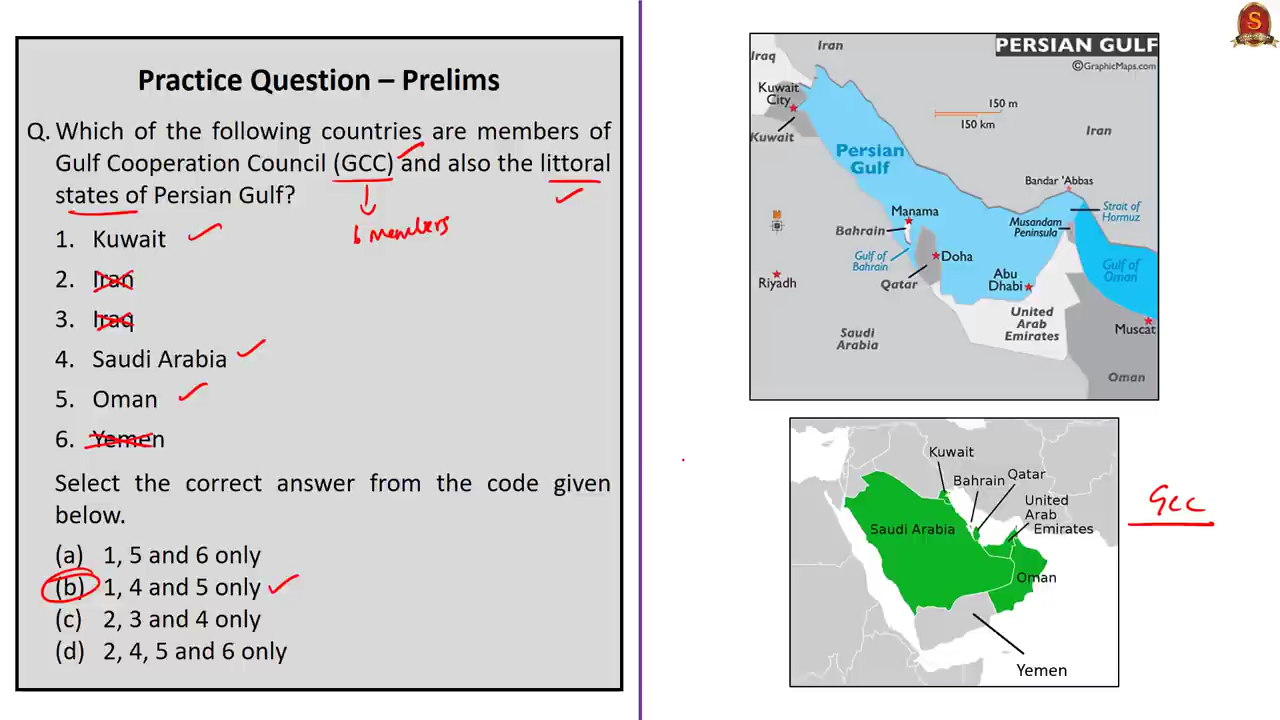 Practice Question – Prelims
Q. Which of the following countries are members of
Gulf Cooperation Council (GCC) and also the littoral
states of Persian Gulf?
6 members
1. Kuwait
2. Iran
3. Iraq
4. Saudi Arabia
5. Oman
6. Yemen
Select the correct answer from the code given
below.
(a) 1, 5 and 6 only
(b) 1, 4 and 5 only
(c) 2, 3 and 4 only
(d) 2, 4, 5 and 6 only
PERSIAN GULF
©GraphicMaps.com
Iran
Iraq
Kuwait
City
Kuwait
150 m
150 km
Iran
Persian
Gulf
Bandar 'Abbas
Strait of
Hormuz
N
Manama
Musandam
Peninsula
Bahrain
Gulf of
Bahrain
Doha
Qatar
Abu
Dhabi
Gulf of
Oman
Riyadh
United
Arab
Emirates
Muscat
Saudi
Arabia
Oman
Kuwait
Bahrain
Qatar
United
Arab
Emirates
Saudi Arabia
Oman
Yemen
GCC
S